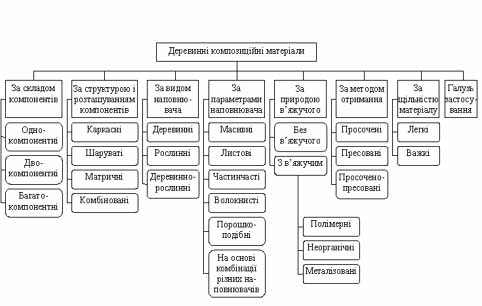 Деревинні композиційні матеріали
За складом
компонентів
Одно-
компонентні
Дво-
компонентні
Багато-
компонентні
За структурою і
розташуванням
компонентів
Каркасні
Шаруваті
Матричні
Комбіновані
За видом
наповню-
вача
Деревинні
Рослинні
Деревинно-
рослинні
За
параметрами
наповнювача
Масивні
Листові
Частинчасті
Волокнисті
Порошко-
подібні
На основі
комбінації
різних на-
повнювачів
За
природою
в’яжучого
Без
в’яжучого
З в’яжучим
Полімерні
Неорганічні
Металізовані
За методом
отримання
Просочені
Пресовані
Просочено-
пресовані
За
щільністю
матеріалу
Легкі
Важкі
Галузь
застосу-
вання